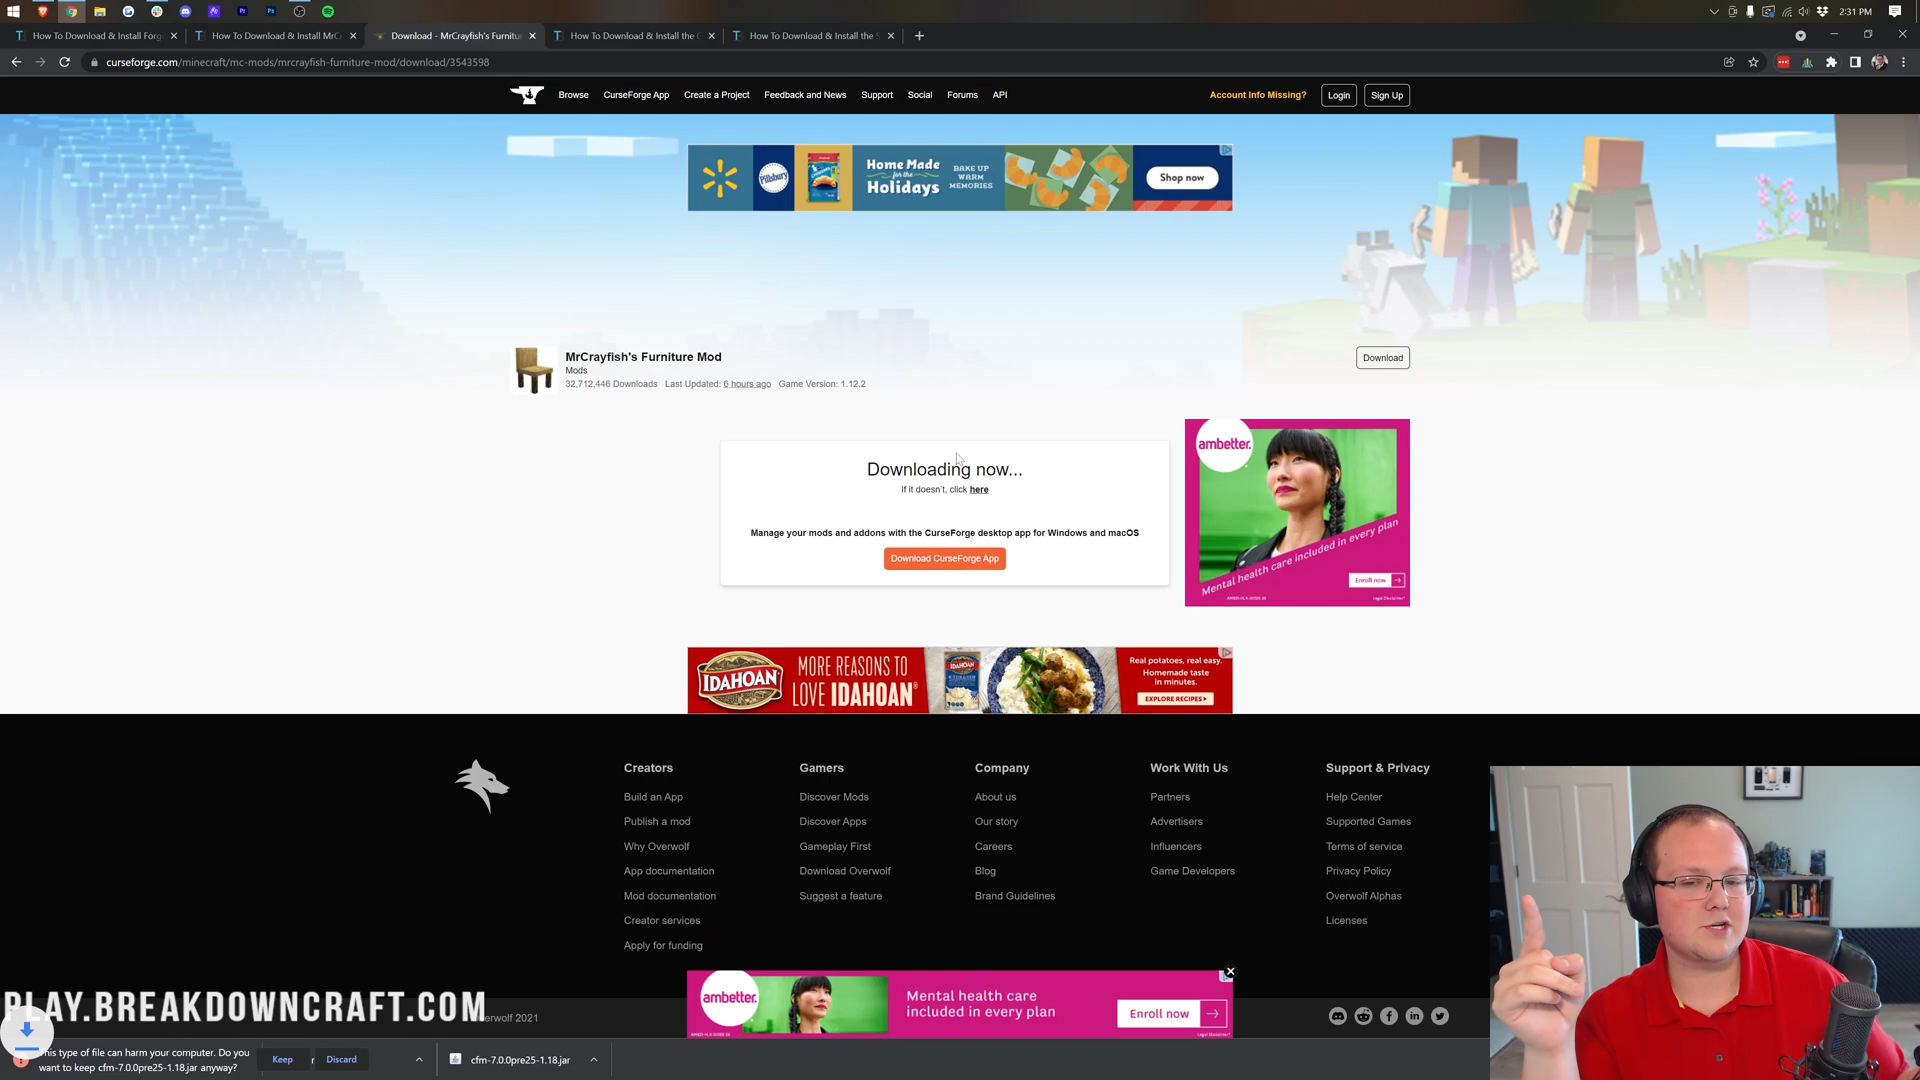 2:31 PM
How To Download & Install Forg
How To Download & Install MrC
Download - MrCrayfish's Furnitur
How To Download & Install the
How To Download & Install the S
curseforge.com/minecraft/mc-mods/mrcrayfish-furniture-mod/download/3543598
Browse CurseForge App Create a Project Feedback and News Support Social Forums API Account Info Missing? Login Sign Up
Pillsbury
Home Made
for the
Holidays
BAKE UP
WARM
MEMORIES
Shop now
MrCrayfish's Furniture Mod
Mods
32,712,446 Downloads Last Updated: 6 hours ago Game Version: 1.12.2
Download
Downloading now...
If it doesn't, click here
Manage your mods and addons with the CurseForge desktop app for Windows and macOS
Download CurseForge App
ambetter.
Mental health care included in every plan
Enroll now
Legal Disclaimer*
IDAHOAN
MORE REASONS TO
LOVE IDAHOAN®
IDAHOAN
Real potatoes, real easy.
Homemade taste
in minutes.
EXPLORE RECIPES
Creators
Build an App
Publish a mod
Why Overwolf
App documentation
Mod documentation
Creator services
Apply for funding
Gamers
Discover Mods
Discover Apps
Gameplay First
Download Overwolf
Suggest a feature
Company
About us
Our story
Careers
Blog
Brand Guidelines
Work With Us
Partners
Advertisers
Influencers
Game Developers
Support & Privacy
Help Center
Supported Games
Terms of service
Privacy Policy
Overwolf Alphas
Licenses
ambetter.
Mental health care
included in every plan
Enroll now
Legal Disclaimer*
PLAY.BREAKDOWNCRAFT.COM
erwolf 2021
This type of file can harm your computer. Do you
want to keep cfm-7.0.0pre25-1.18.jar anyway?
Keep
Discard
cfm-7.0.0pre25-1.18.jar